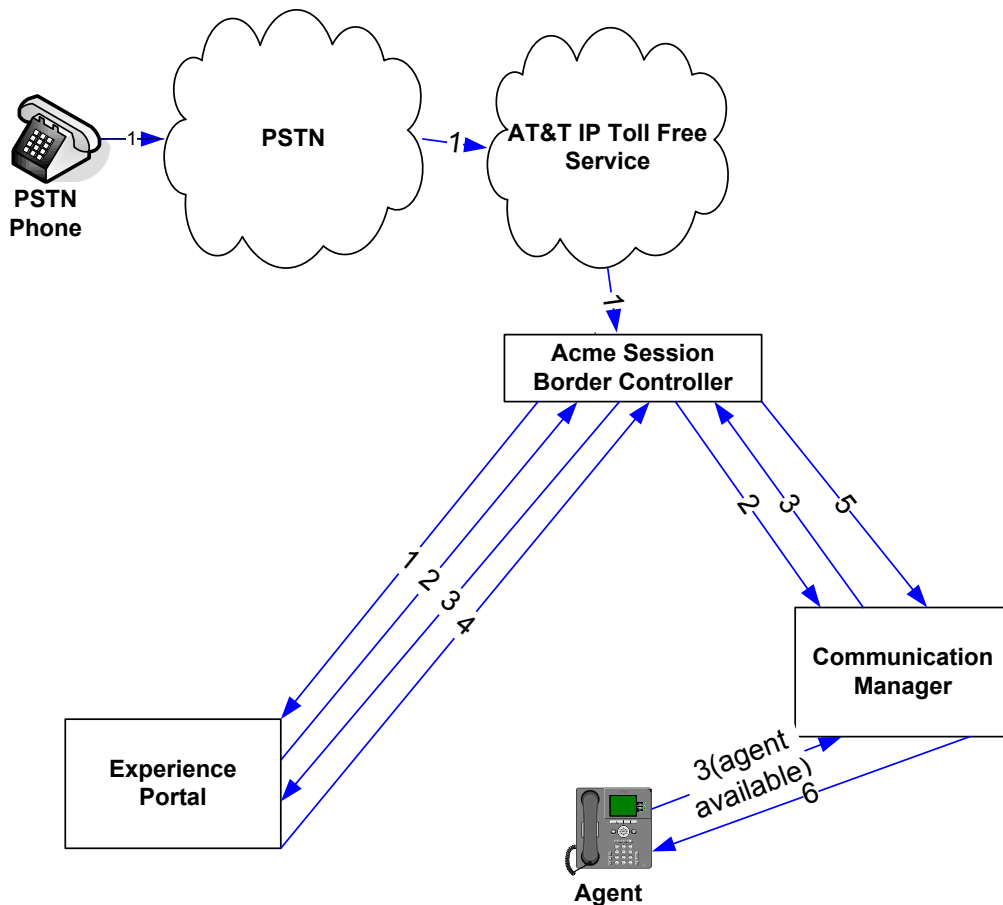 PSTN
Phone
1
PSTN
1
AT&T IP Toll Free
Service
1
Acme Session
Border Controller
1
2
3
4
2
3
5
Communication
Manager
Experience
Portal
3(agent
available)
6
Agent